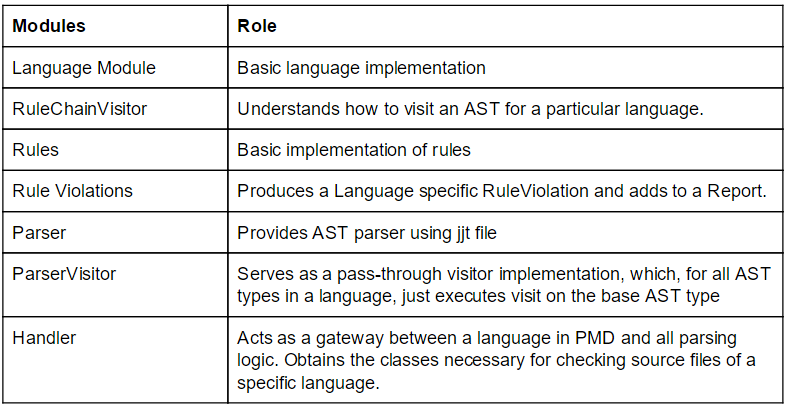 Modules Role
Language Module Basic language implementation
RuleChainVisitor Understands how to visit an AST for a particular language.
Rules Basic implementation of rules
Rule Violations Produces a Language specific RuleViolation and adds to a Report.
Parser Provides AST parser using jjt file
ParserVisitor Serves as a pass-through visitor implementation, which, for all AST
types in a language, just executes visit on the base AST type
Handler Acts as a gateway between a language in PMD and all parsing
logic. Obtains the classes necessary for checking source files of a
specific language.